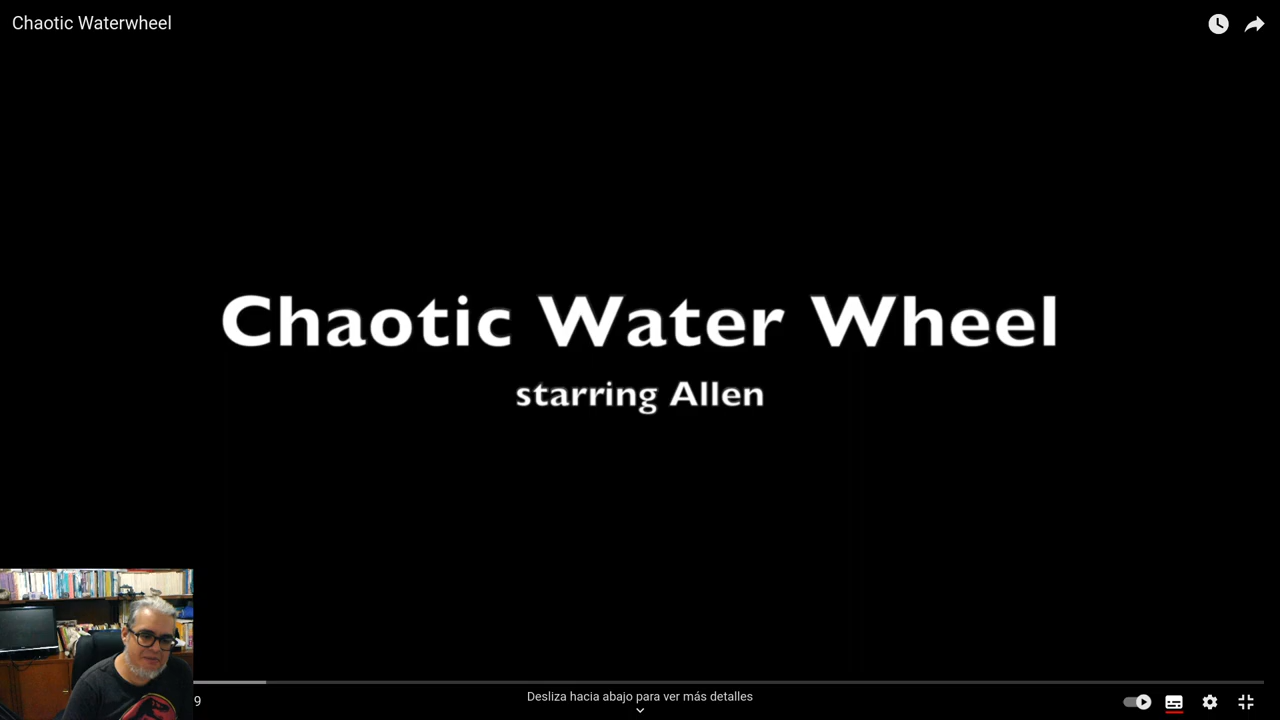 Chaotic Waterwheel
Chaotic Water Wheel
starring Allen
9
Desliza hacia abajo para ver más detalles